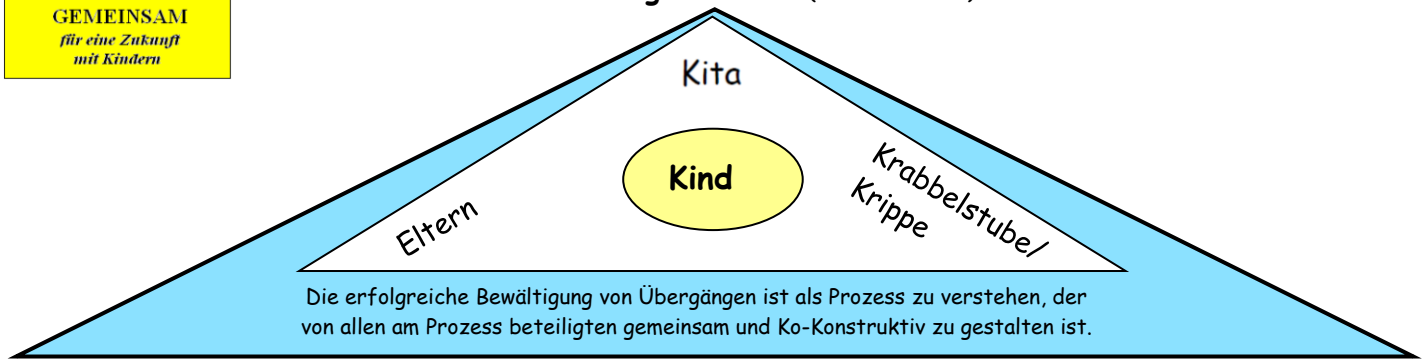 GEMEINSAM
für eine Zukunft
mit Kindern
Kita
Kind
Eltern
Krabbelstube/
Krippe
Die erfolgreiche Bewältigung von Übergängen ist als Prozess zu verstehen, der
von allen am Prozess beteiligten gemeinsam und Ko-Konstruktiv zu gestalten ist.